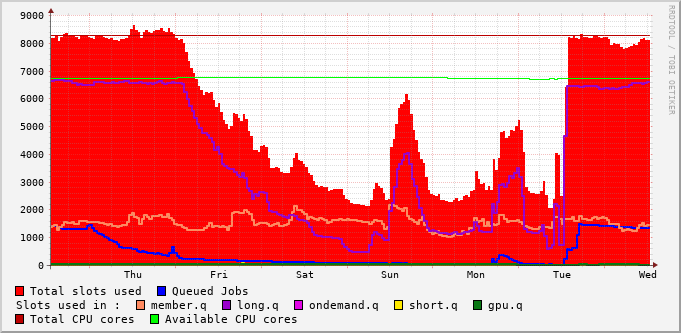 RRDTOOL / TOBI OETIKER
9000
8000
7000
6000
5000
4000
3000
2000
1000
0
Thu Fri Sat Sun Mon Tue Wed
Total slots used Queued Jobs
Slots used in : member.q long.q ondemand.q short.q gpu.q
Total CPU cores Available CPU cores